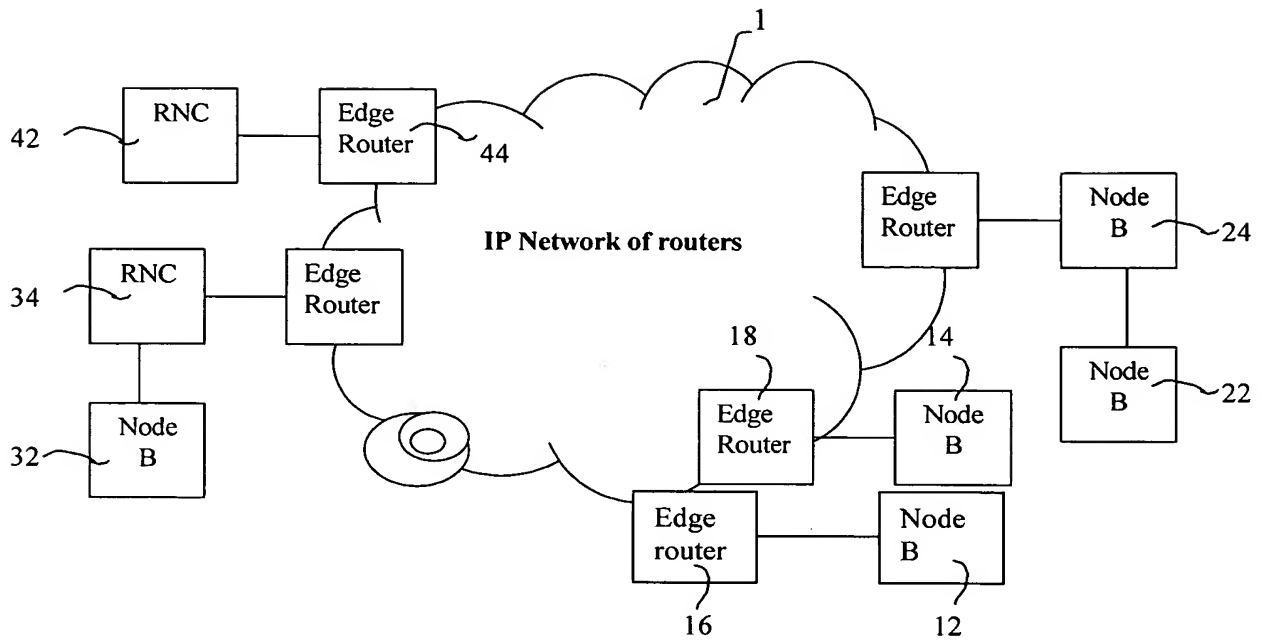 1
RNC
42
Edge
Router
44
Edge
Router
Node
B
24
IP Network of routers
RNC
34
Edge
Router
18
14
Node
B
22
Node
B
32
Edge
Router
Node
B
Edge
router
Node
B
16
12